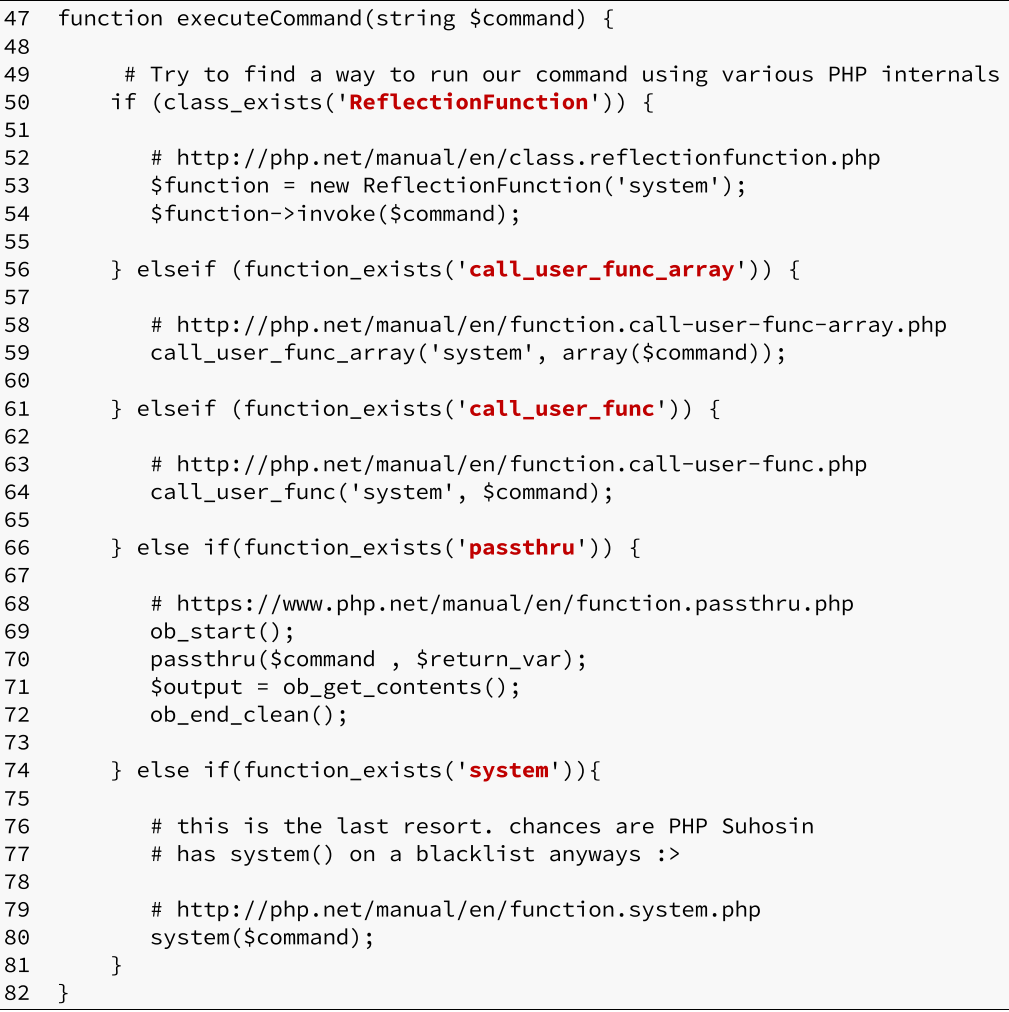 47 function executeCommand(string $command) {
48
49 # Try to find a way to run our command using various PHP internals
50 if (class_exists('ReflectionFunction')) {
51
52 # http://php.net/manual/en/class.reflectionfunction.php
53 $function = new ReflectionFunction('system');
54 $function->invoke($command);
55
56 } elseif (function_exists('call_user_func_array')) {
57
58 # http://php.net/manual/en/function.call-user-func-array.php
59 call_user_func_array('system', array($command));
60
61 } elseif (function_exists('call_user_func')) {
62
63 # http://php.net/manual/en/function.call-user-func.php
64 call_user_func('system', $command);
65
66 } else if(function_exists('passthru')) {
67
68 # https://www.php.net/manual/en/function.passthru.php
69 ob_start();
70 passthru($command , $return_var);
71 $output = ob_get_contents();
72 ob_end_clean();
73
74 } else if(function_exists('system')){
75
76 # this is the last resort. chances are PHP Suhosin
77 # has system() on a blacklist anyways :>
78
79 # http://php.net/manual/en/function.system.php
80 system($command);
81 }
82 }